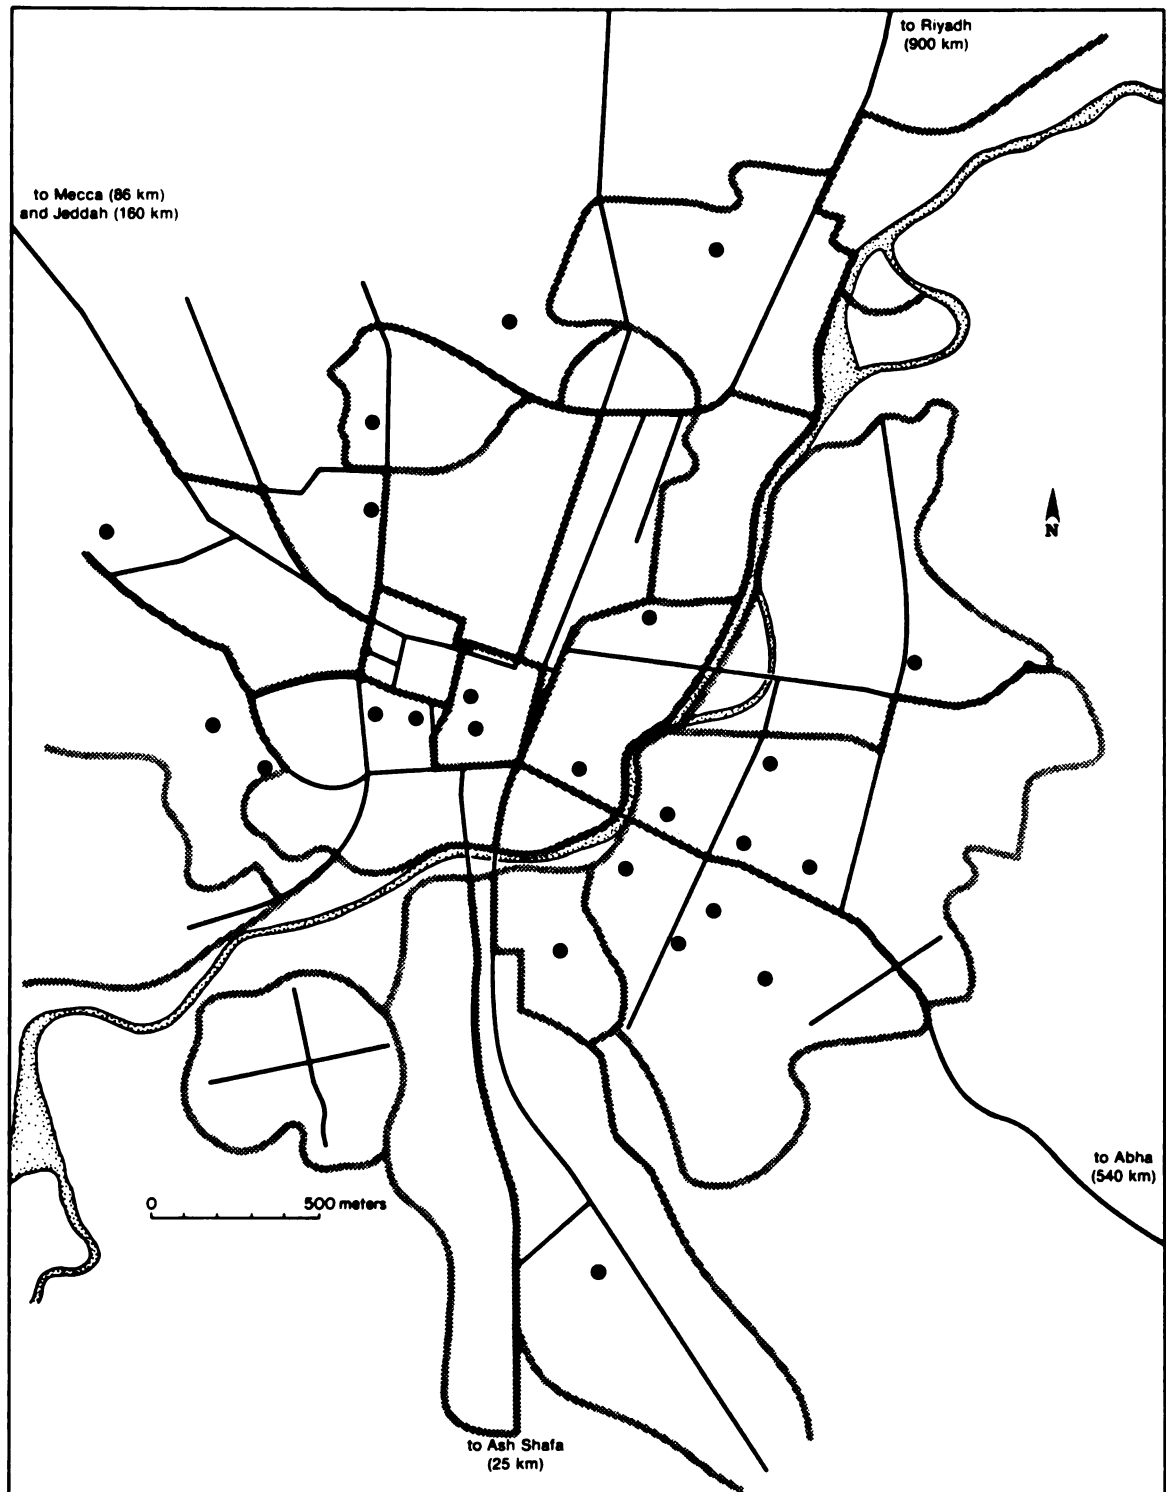 to Riyadh
(900 km)
to Mecca (86 km)
and Jeddah (160 km)
N
to Abha
(540 km)
0 500 meters
to Ash Shafa
(25 km)